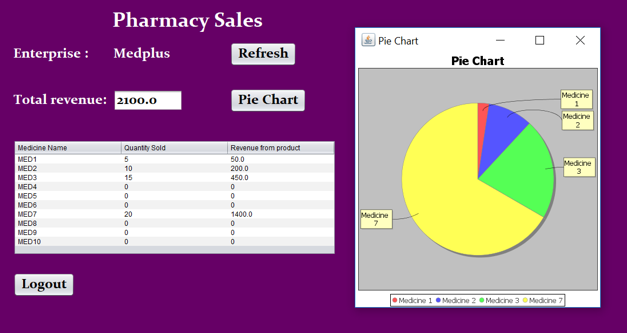 Pharmacy Sales
Enterprise : Medplus Refresh
Total revenue: 2100.0 Pie Chart
Medicine Name Quantity Sold Revenue from product
MED1 5 50.0
MED2 10 200.0
MED3 15 450.0
MED4 0 0
MED5 0 0
MED6 0 0
MED7 20 1400.0
MED8 0 0
MED9 0 0
MED10 0 0
Logout
Pie Chart
Pie Chart
Medicine
1
Medicine
2
Medicine
3
Medicine
7
Medicine 1 Medicine 2 Medicine 3 Medicine 7